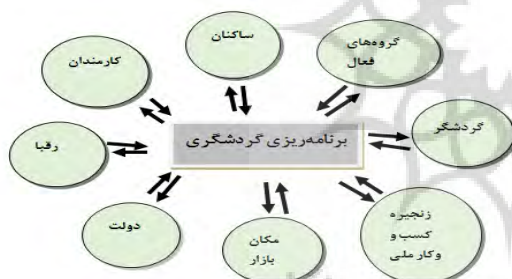 ساکنان
گروه‌های
فعال
کارمندان
گردشگر
برنامه‌ریزی گردشگری
رقبا
زنجیره
کسب و
وکار ملی
دولت
مکان
بازار